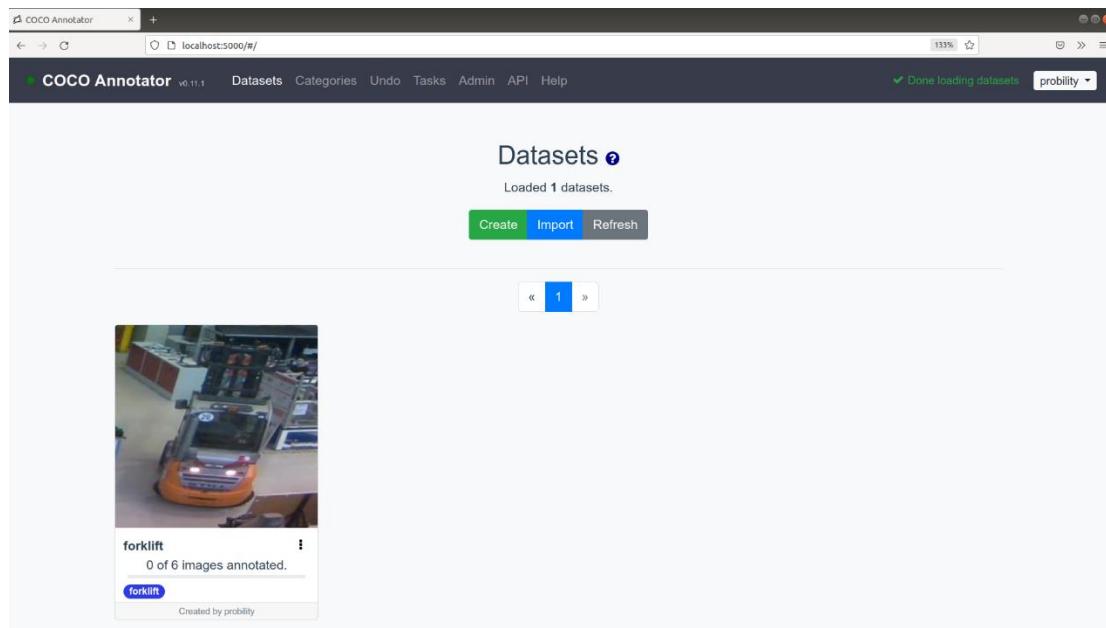 COCO Annotator × +
localhost:5000/#/ 133%
COCO Annotator v0.11.1 Datasets Categories Undo Tasks Admin API Help ✔ Done loading datasets probility
Datasets ?
Loaded 1 datasets.
Create Import Refresh
« 1 »
forklift
0 of 6 images annotated.
forklift
Created by probility